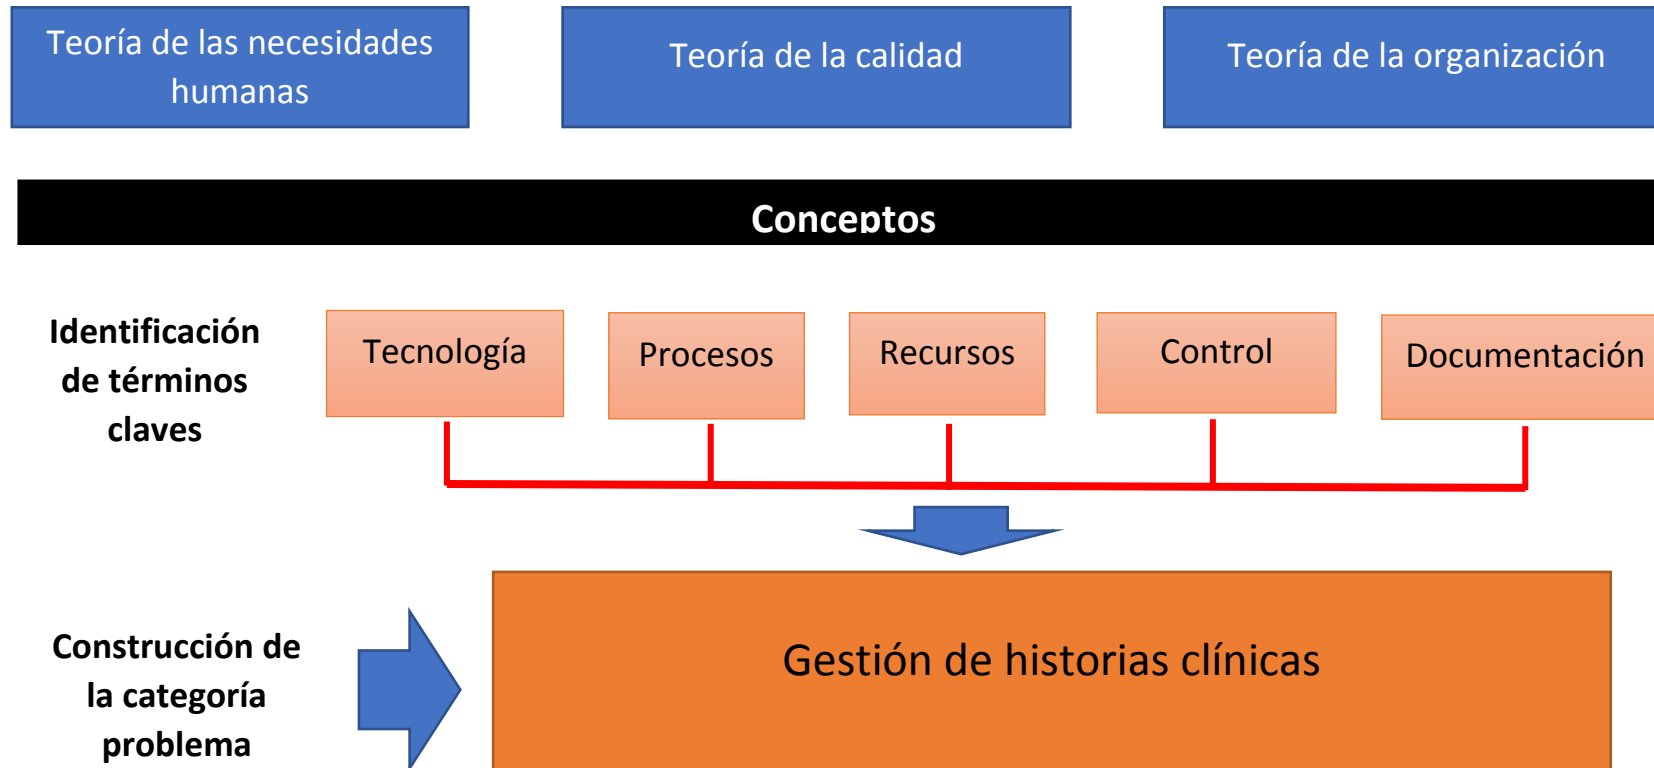 Teoría de las necesidades
humanas
Teoría de la calidad
Teoría de la organización
Conceptos
Identificación
de términos
claves
Tecnología
Procesos
Recursos
Control
Documentación
Construcción de
la categoría
problema
Gestión de historias clínicas